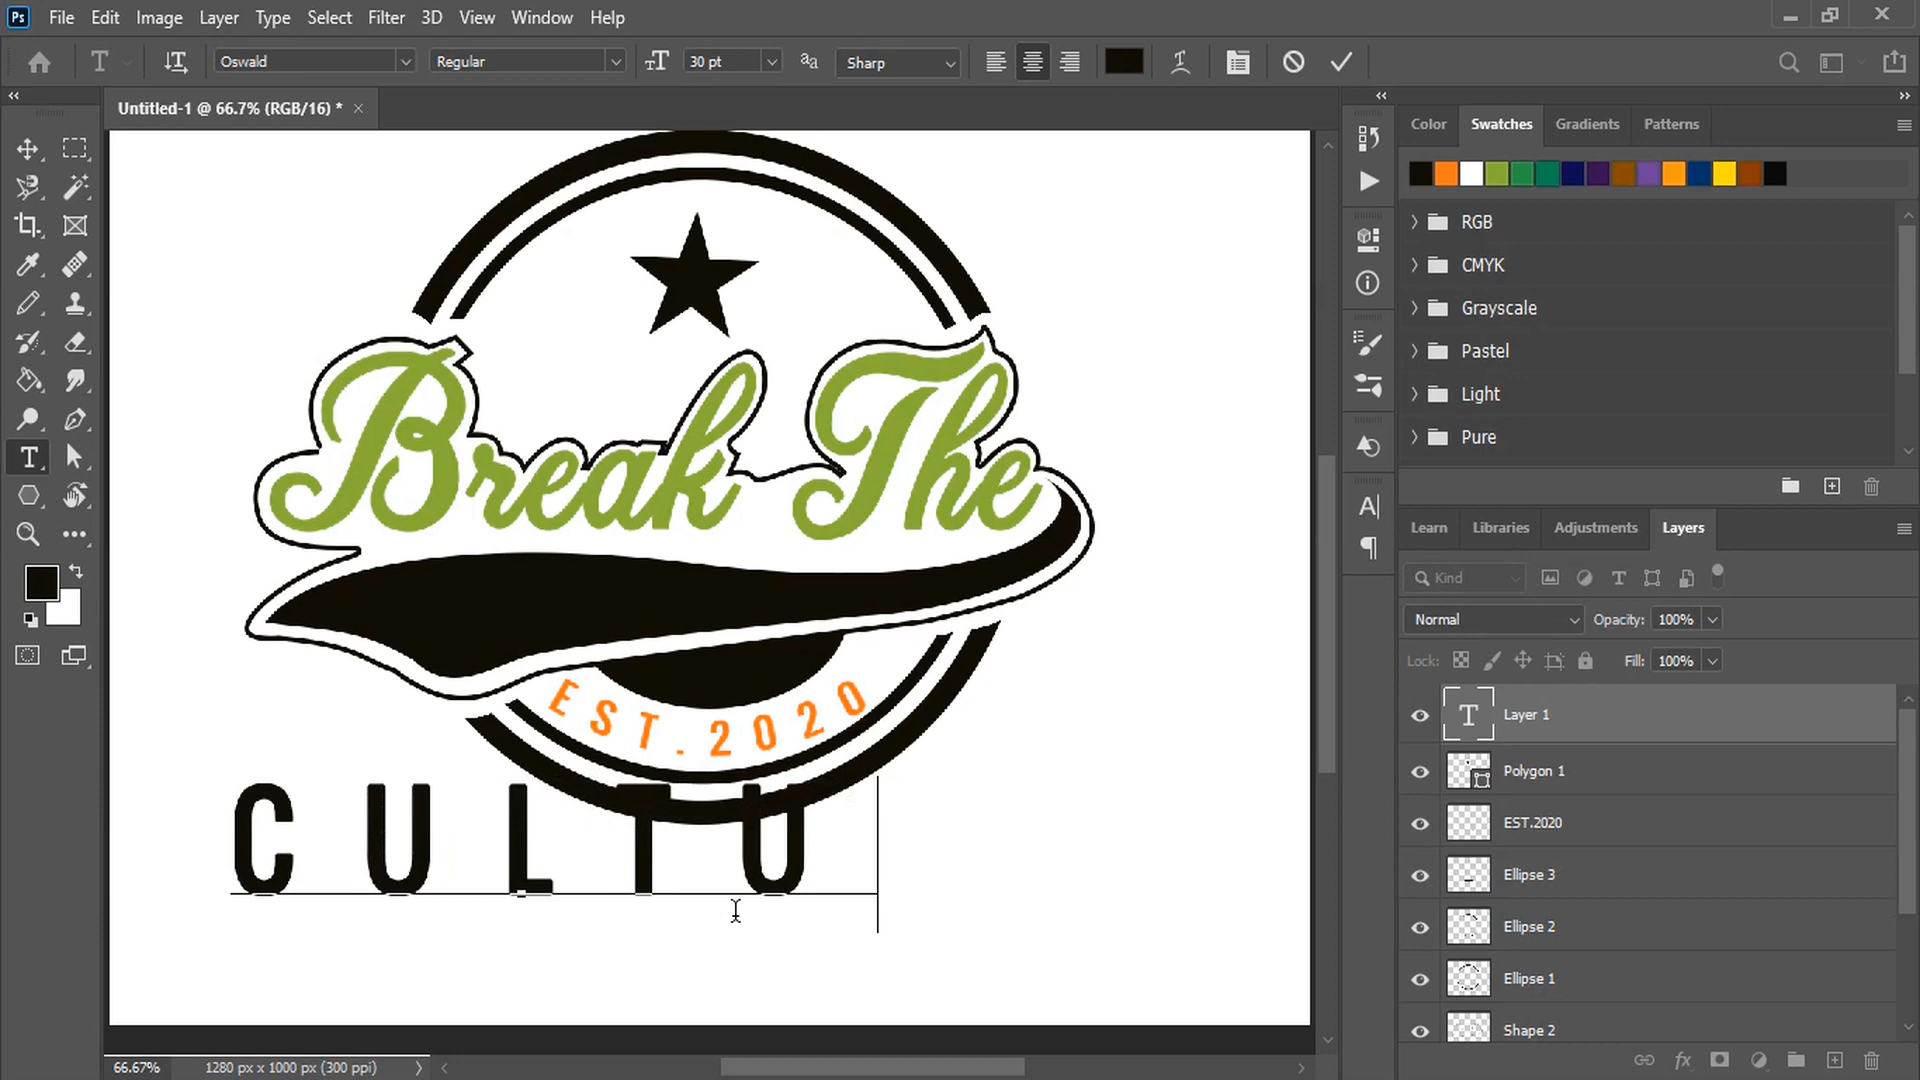 Ps File Edit Image Layer Type Select Filter 3D View Window Help
T Oswald Regular 30 pt aa Sharp
Untitled-1 @ 66.7% (RGB/16) *
Color Swatches Gradients Patterns
RGB
CMYK
Grayscale
Pastel
Light
Pure
Break The
EST.2020
CULTU
Learn Libraries Adjustments Layers
Kind
Normal Opacity: 100%
Lock: Fill: 100%
T Layer 1
Polygon 1
EST.2020
Ellipse 3
Ellipse 2
Ellipse 1
Shape 2
66.67% 1280 px x 1000 px (300 ppi)